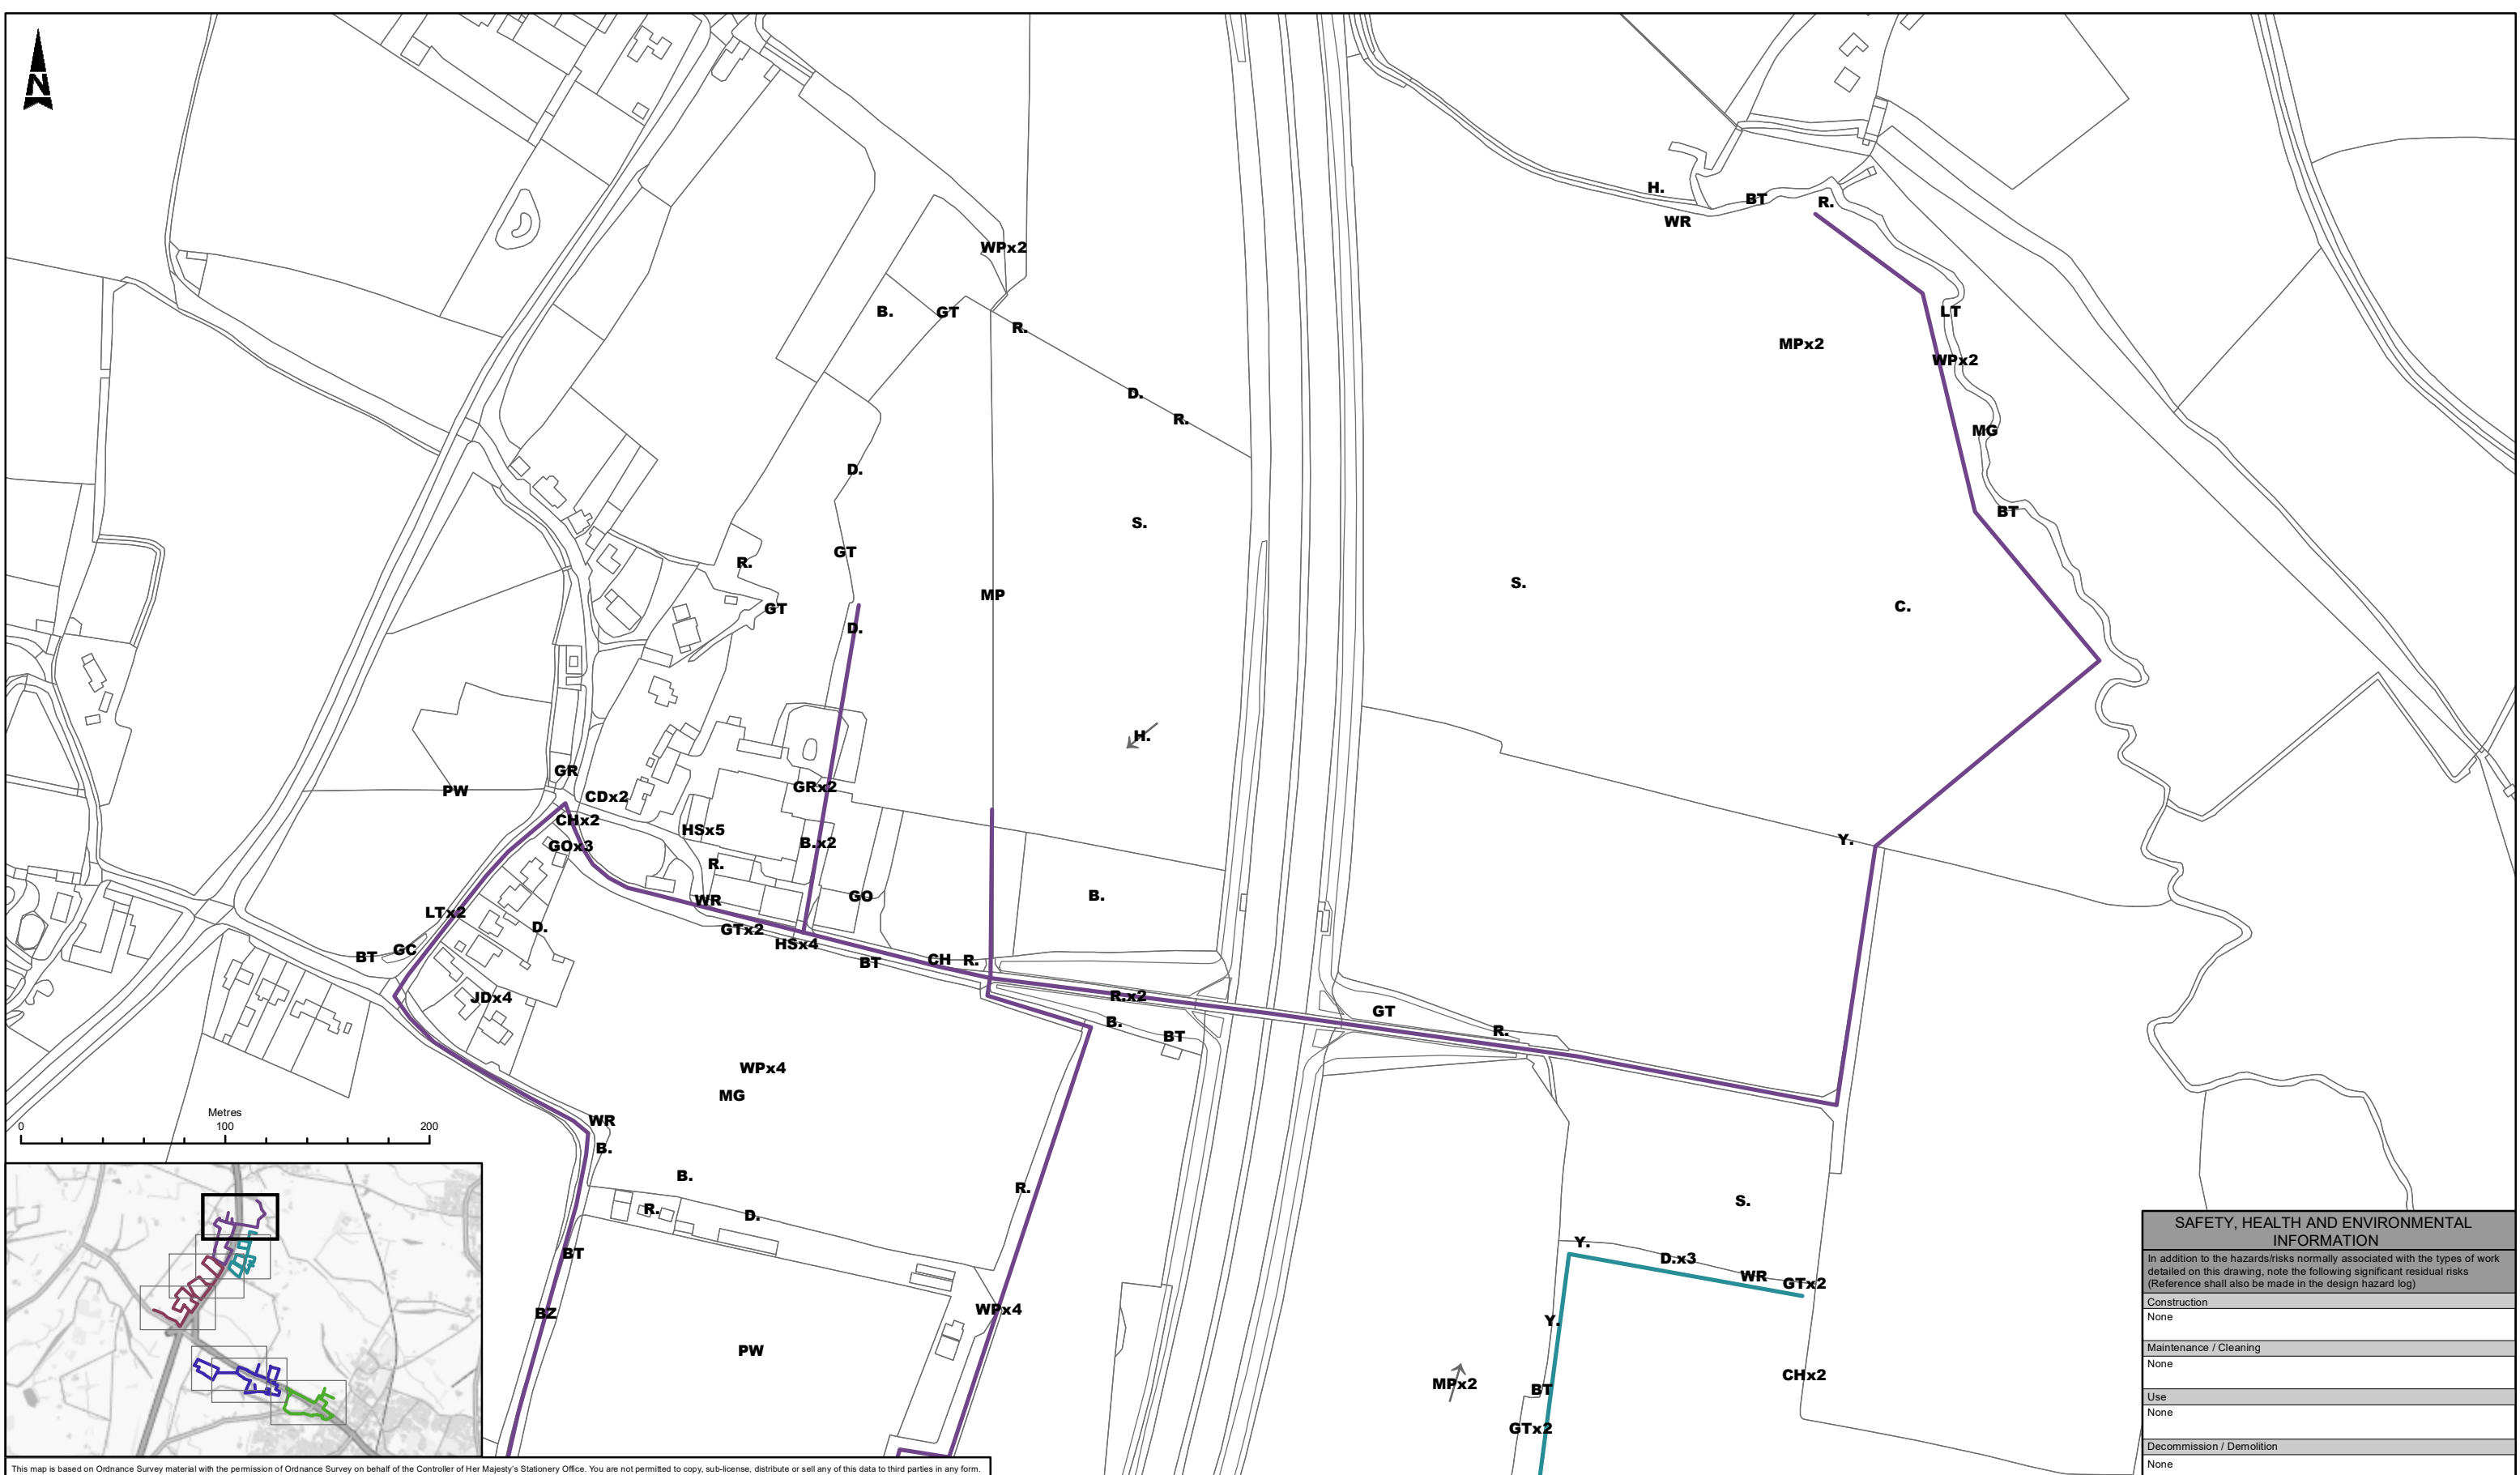 N
H.
BT
R.
WR
WPx2
B.
GT
R.
LT
MPx2
WPx2
D.
R.
MG
D.
BT
S.
GT
R.
S.
MP
C.
GT
D.
H.
GR
PW
GRx2
CDx2
CHx2
HSx5
Y.
GOx3
B.x2
R.
B.
GO
WR
LTx2
D.
GTx2
HSx4
GC
BT
BT
CH
R.
JDx4
R.x2
GT
B.
R.
BT
WPx4
MG
Metres
0
100
200
WR
B.
B.
R.
S.
R.
D.
Y.
BT
D.x3
WR
GTx2
BZ
WPx4
Y.
PW
CHx2
MPx2
BT
GTx2
SAFETY, HEALTH AND ENVIRONMENTAL
INFORMATION
In addition to the hazards/risks normally associated with the types of work
detailed on this drawing, note the following significant residual risks
(Reference shall also be made in the design hazard log)
Construction
None
Maintenance / Cleaning
None
Use
None
Decommission / Demolition
None
This map is based on Ordnance Survey material with the permission of Ordnance Survey on behalf of the Controller of Her Majesty's Stationery Office. You are not permitted to copy, sub-license, distribute or sell any of this data to third parties in any form.